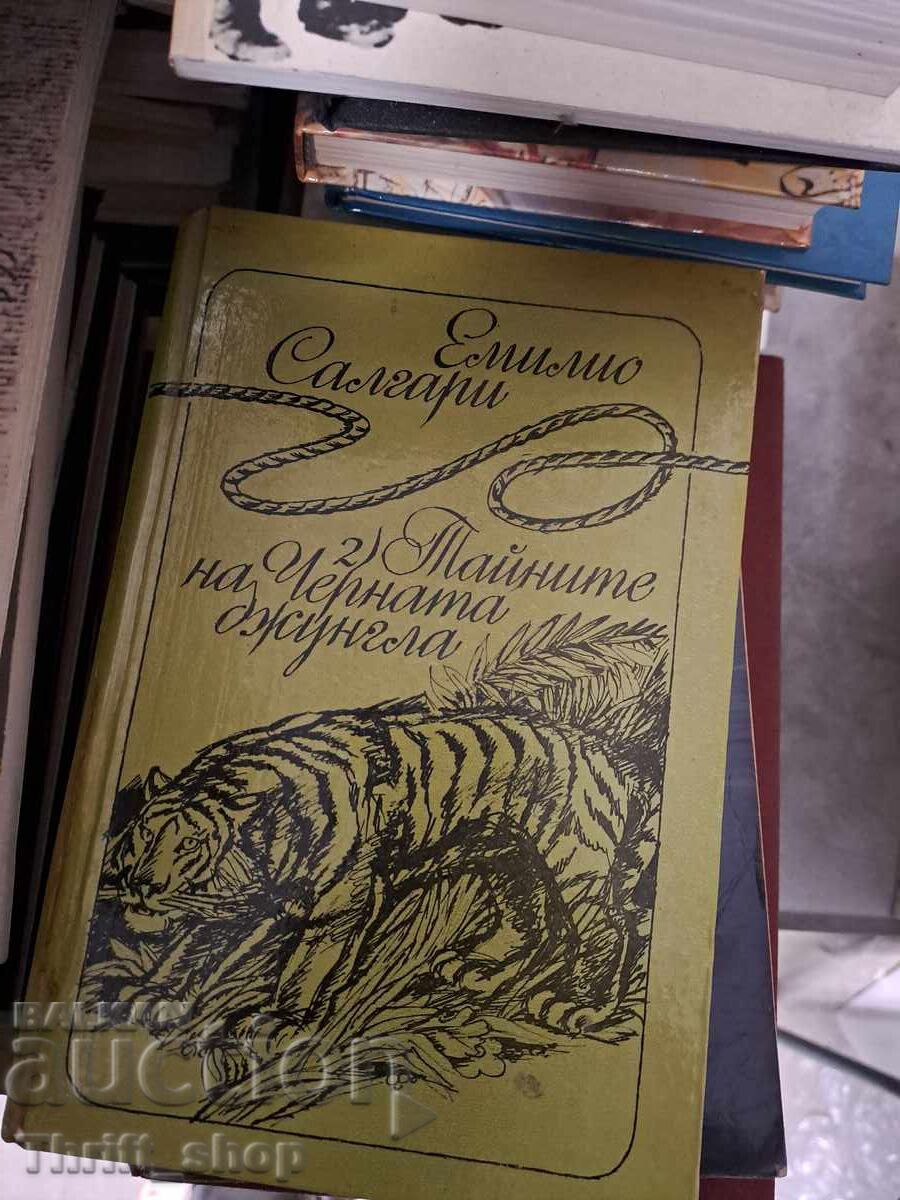 Емилио
Салгари
2) Тайните
на Черната
джунгла
BALKAN
auction
Thrift_shop